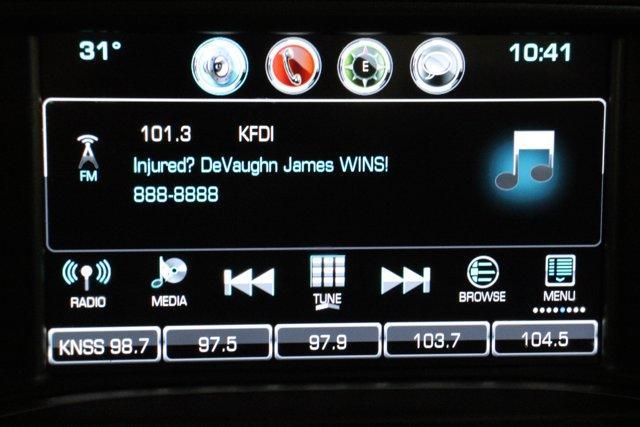 31° E 10:41
101.3 KFDI
FM
Injured? DeVaughn James WINS!
888-8888
RADIO MEDIA TUNE BROWSE MENU
KNSS 98.7 97.5 97.9 103.7 104.5